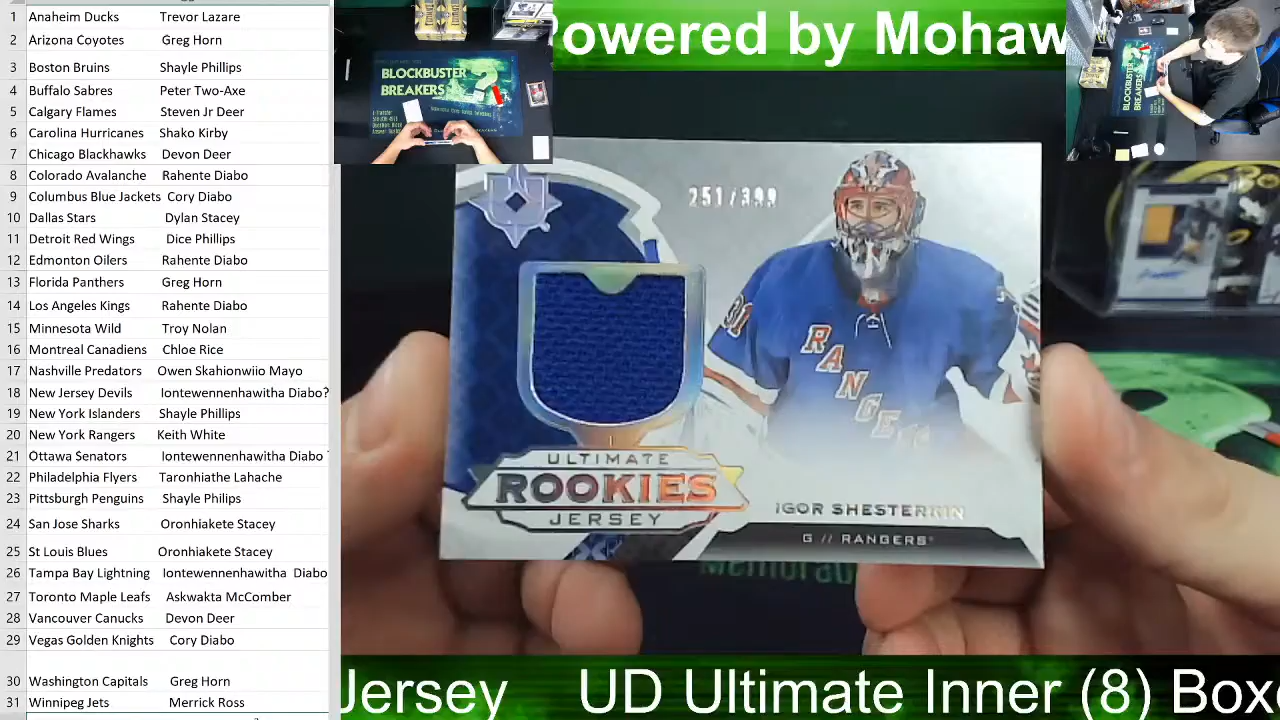 1 Anaheim Ducks Trevor Lazare
Arizona Coyotes Greg Horn
3 Boston Bruins Shayle Phillips
4 Buffalo Sabres Peter Two-Axe
5 Calgary Flames Steven Jr Deer
6 Carolina Hurricanes Shako Kirby
7 Chicago Blackhawks Devon Deer
8 Colorado Avalanche Rahente Diabo
9 Columbus Blue Jackets Cory Diabo
10 Dallas Stars Dylan Stacey
11 Detroit Red Wings Dice Phillips
12 Edmonton Oilers Rahente Diabo
13 Florida Panthers Greg Horn
14 Los Angeles Kings Rahente Diabo
15 Minnesota Wild Troy Nolan
16 Montreal Canadiens Chloe Rice
17 Nashville Predators Owen Skahionwiio Mayo
18 New Jersey Devils Iontewennenhawitha Diabo?
19 New York Islanders Shayle Phillips
20 New York Rangers Keith White
21 Ottawa Senators Iontewennenhawitha Diabo
22 Philadelphia Flyers Taronhiathe Lahache
23 Pittsburgh Penguins Shayle Philips
24 San Jose Sharks Oronhiakete Stacey
25 St Louis Blues Oronhiakete Stacey
26 Tampa Bay Lightning Iontewennenhawitha Diabo
27 Toronto Maple Leafs Askwakta McComber
28 Vancouver Canucks Devon Deer
29 Vegas Golden Knights Cory Diabo
30 Washington Capitals Greg Horn
31 Winnipeg Jets Merrick Ross
Powered by Mohaw
BLOCKBUSTER
BREAKERS
BLOCKBUSTER
BREAKERS
251/399
31
RANGE
ULTIMATE
ROOKIES
JERSEY
IGOR SHESTERKIN
G // RANGERS
Memorab
Jersey UD Ultimate Inner (8) Boxe